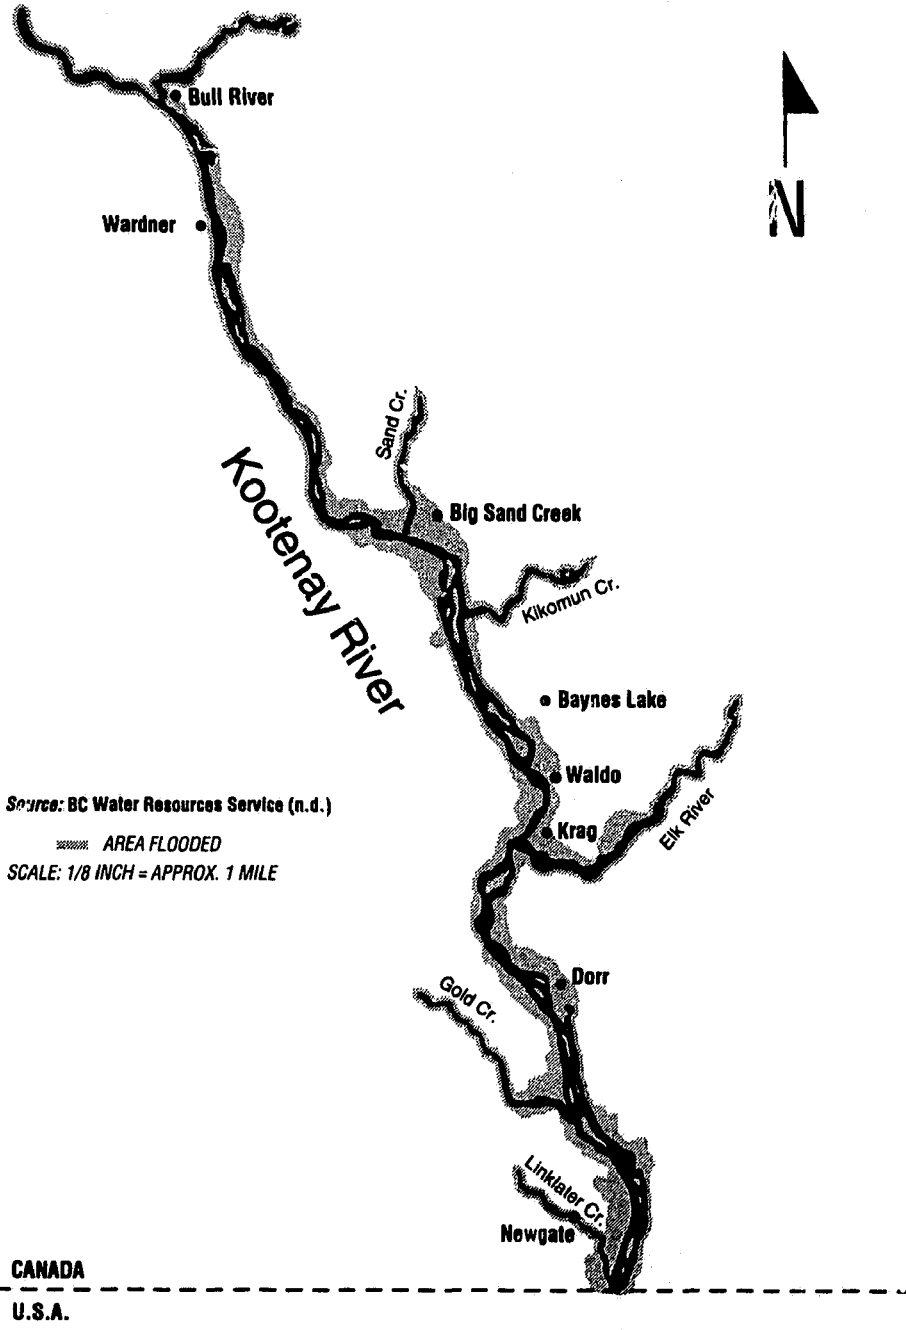 Bull River
N
Wardner
Sand Cr.
Kootenay River
Big Sand Creek
Kikomun Cr.
Baynes Lake
Waldo
Source: BC Water Resources Service (n.d.)
Krag
Elk River
AREA FLOODED
SCALE: 1/8 INCH = APPROX. 1 MILE
Dorr
Gold Cr.
Linklater Cr.
Newgate
CANADA
U.S.A.